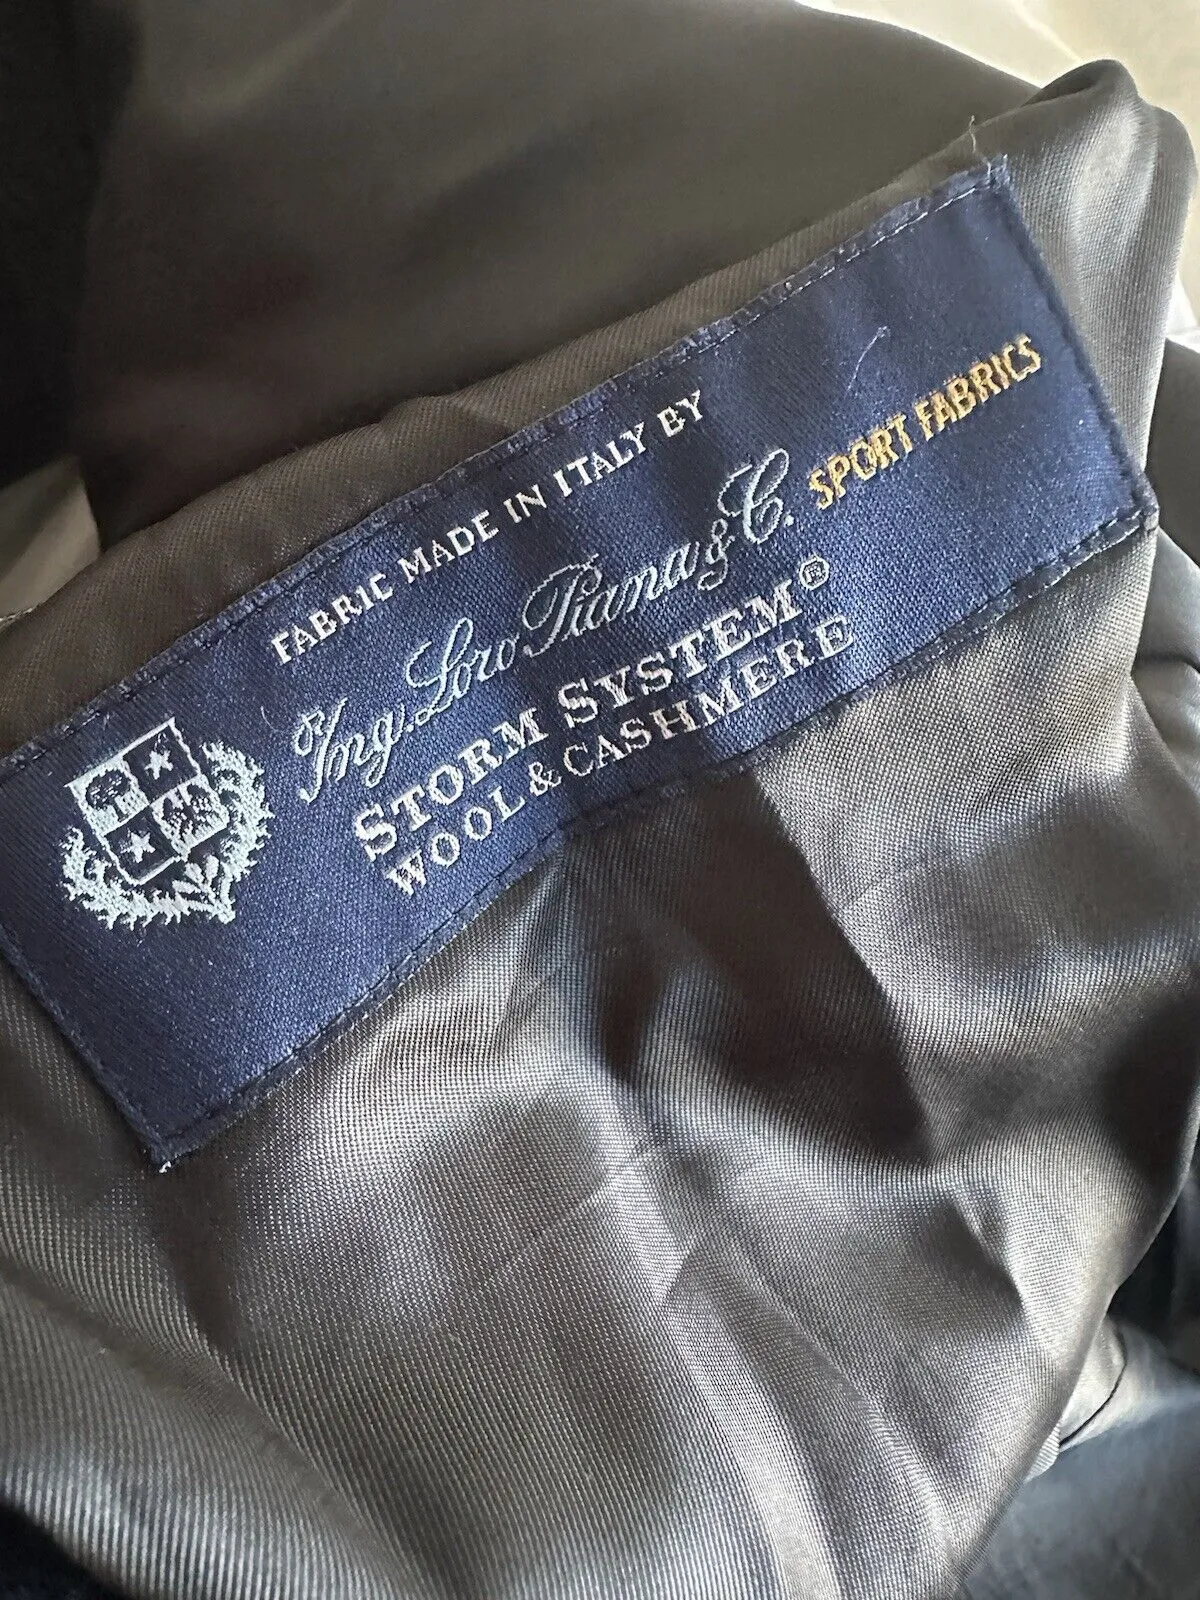 FABRIC MADE IN ITALY BY
Ing. Loro Piana & C. SPORT FABRICS
STORM SYSTEM®
WOOL & CASHMERE